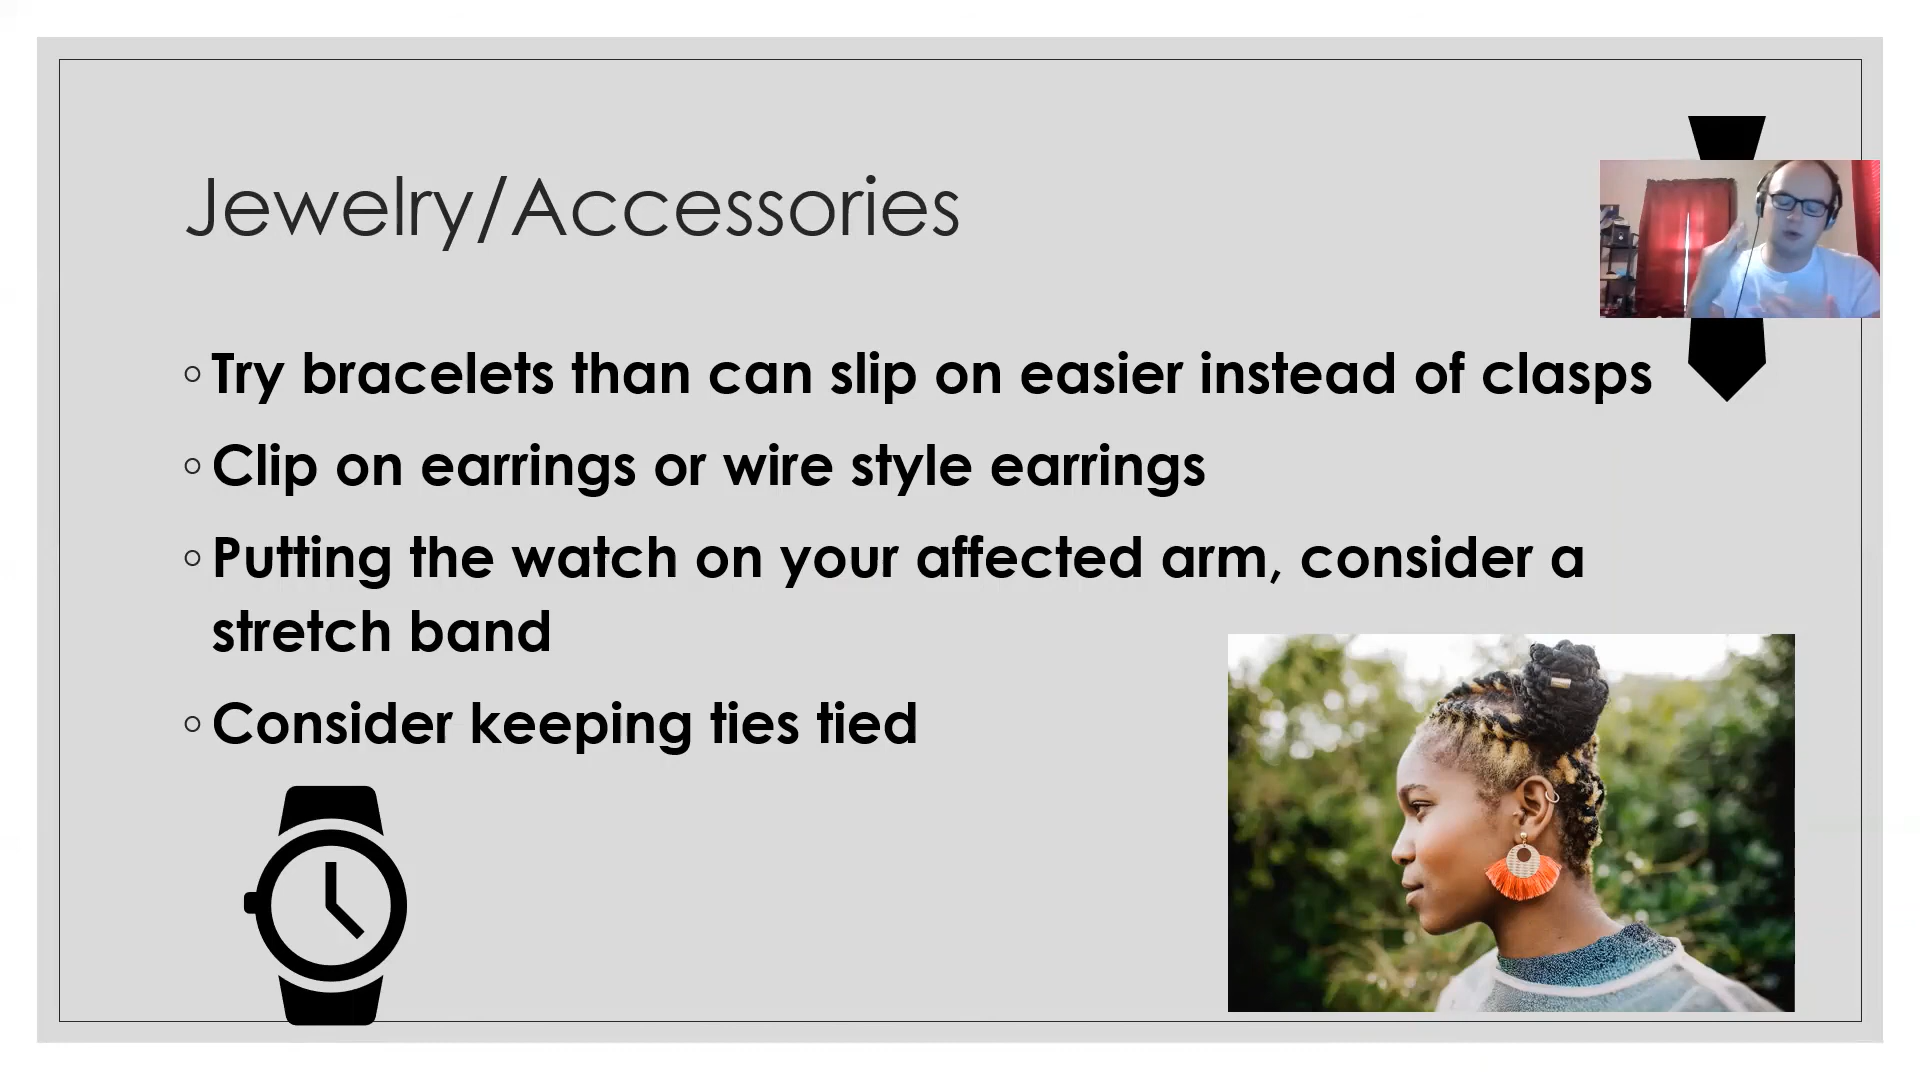 Jewelry/Accessories
◦Try bracelets than can slip on easier instead of clasps
◦Clip on earrings or wire style earrings
◦Putting the watch on your affected arm, consider a
stretch band
◦Consider keeping ties tied